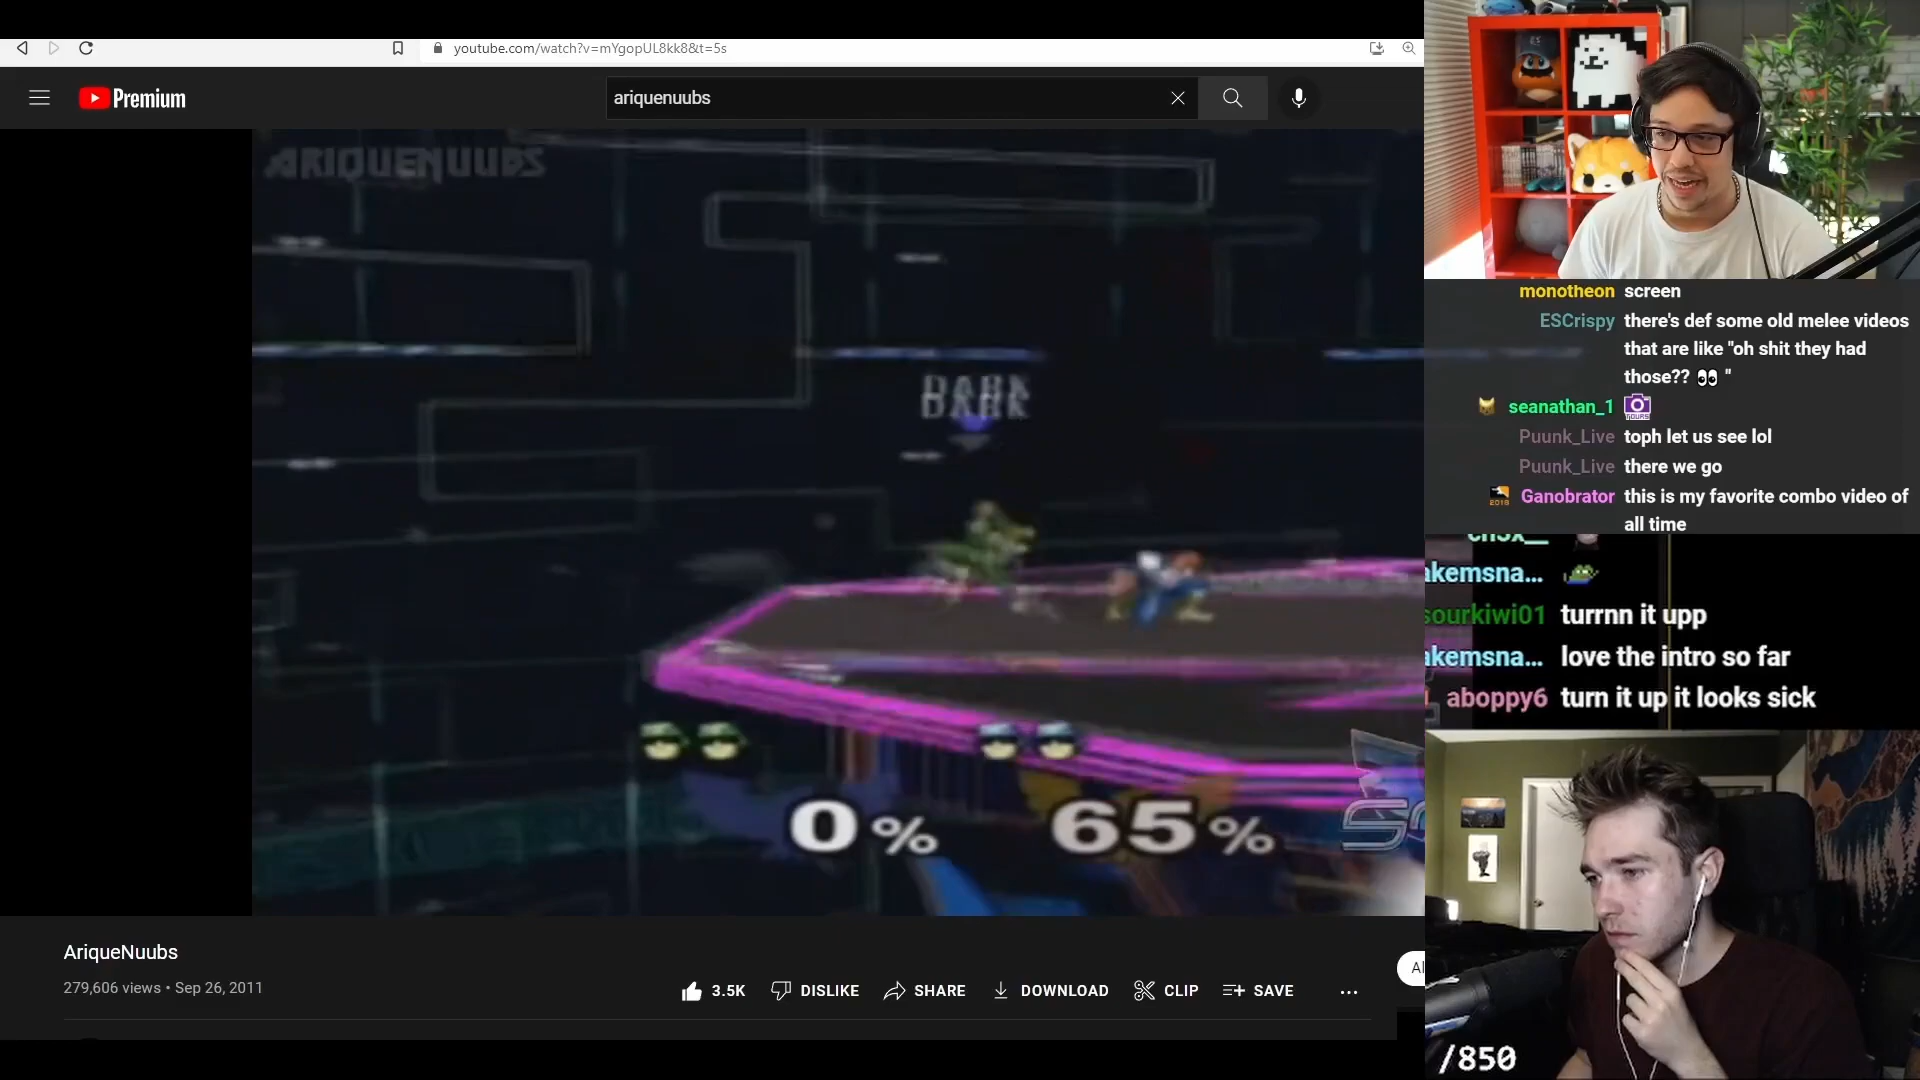 youtube.com/watch?v=mYgopUL8kk8&t=5s
Premium
ariquenuubs
ARIQUENUUBS
DARK
DARK
0%
65%
AriqueNuubs
279,606 views • Sep 26, 2011
3.5K
DISLIKE
SHARE
DOWNLOAD
CLIP
SAVE
...
monotheon screen
ESCrispy there's def some old melee videos
that are like "oh shit they had
those?? 👀 "
seanathan_1
Puunk_Live toph let us see lol
Puunk_Live there we go
Ganobrator this is my favorite combo video of
all time
akemsna...
sourkiwi01 turrnn it upp
akemsna... love the intro so far
aboppy6 turn it up it looks sick
/850